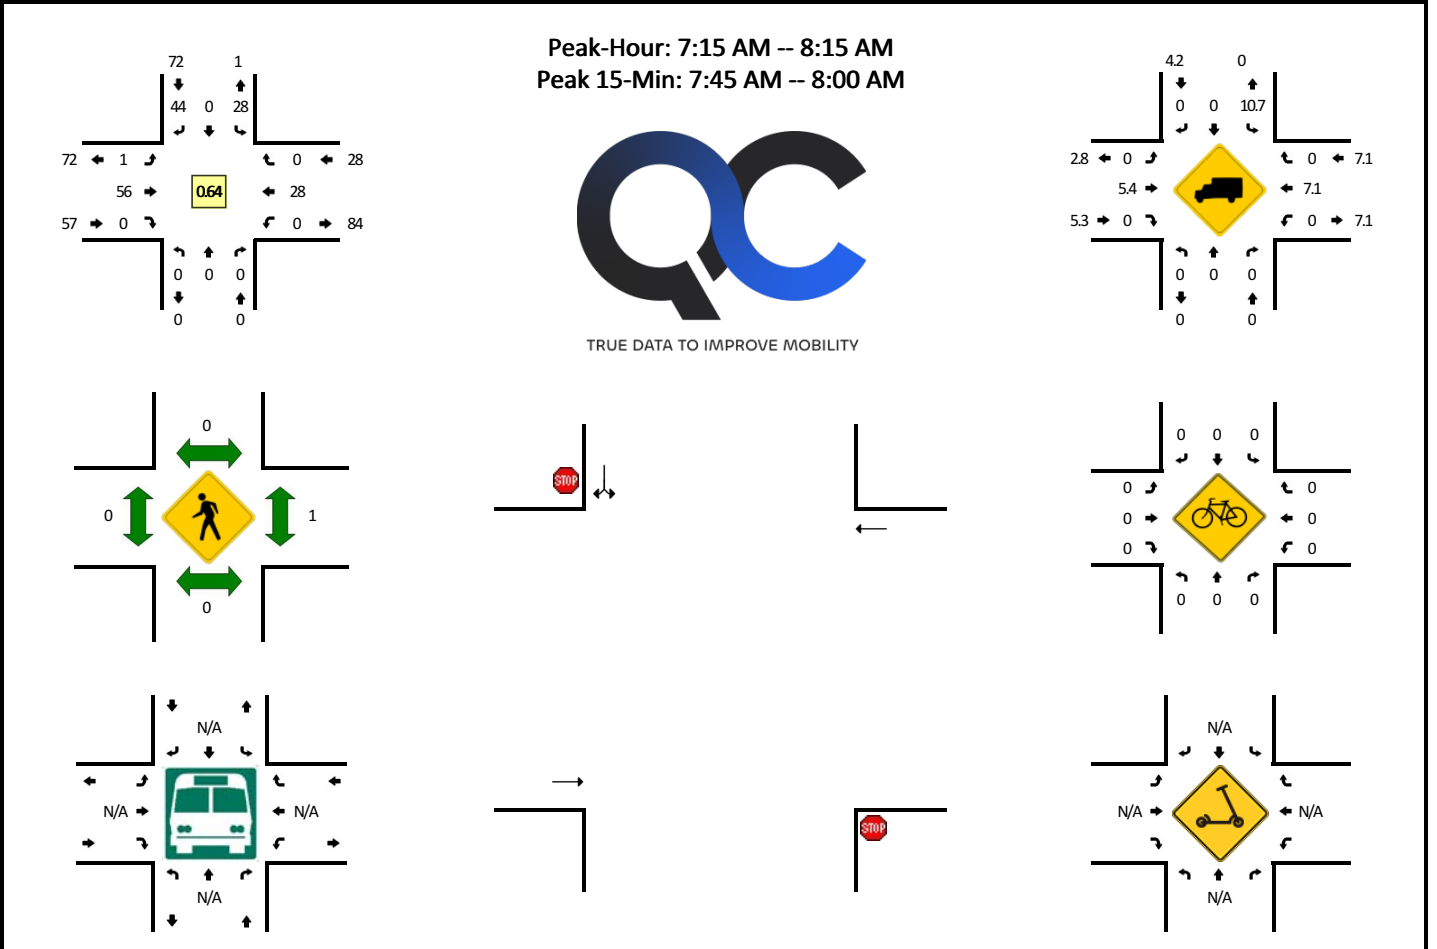 Peak-Hour: 7:15 AM -- 8:15 AM
Peak 15-Min: 7:45 AM -- 8:00 AM
72 1
44 0 28
72 1 0 28
56 0.64 28
57 0 0 84
0 0 0
0 0
TRUE DATA TO IMPROVE MOBILITY
4.2 0
0 0 10.7
2.8 0 0 7.1
5.4 7.1
5.3 0 0 7.1
0 0 0
0 0
0
0 1
0
STOP
STOP
0 0 0
0 0
0 0
0 0
0 0 0
N/A
N/A N/A
N/A
N/A
N/A N/A
N/A